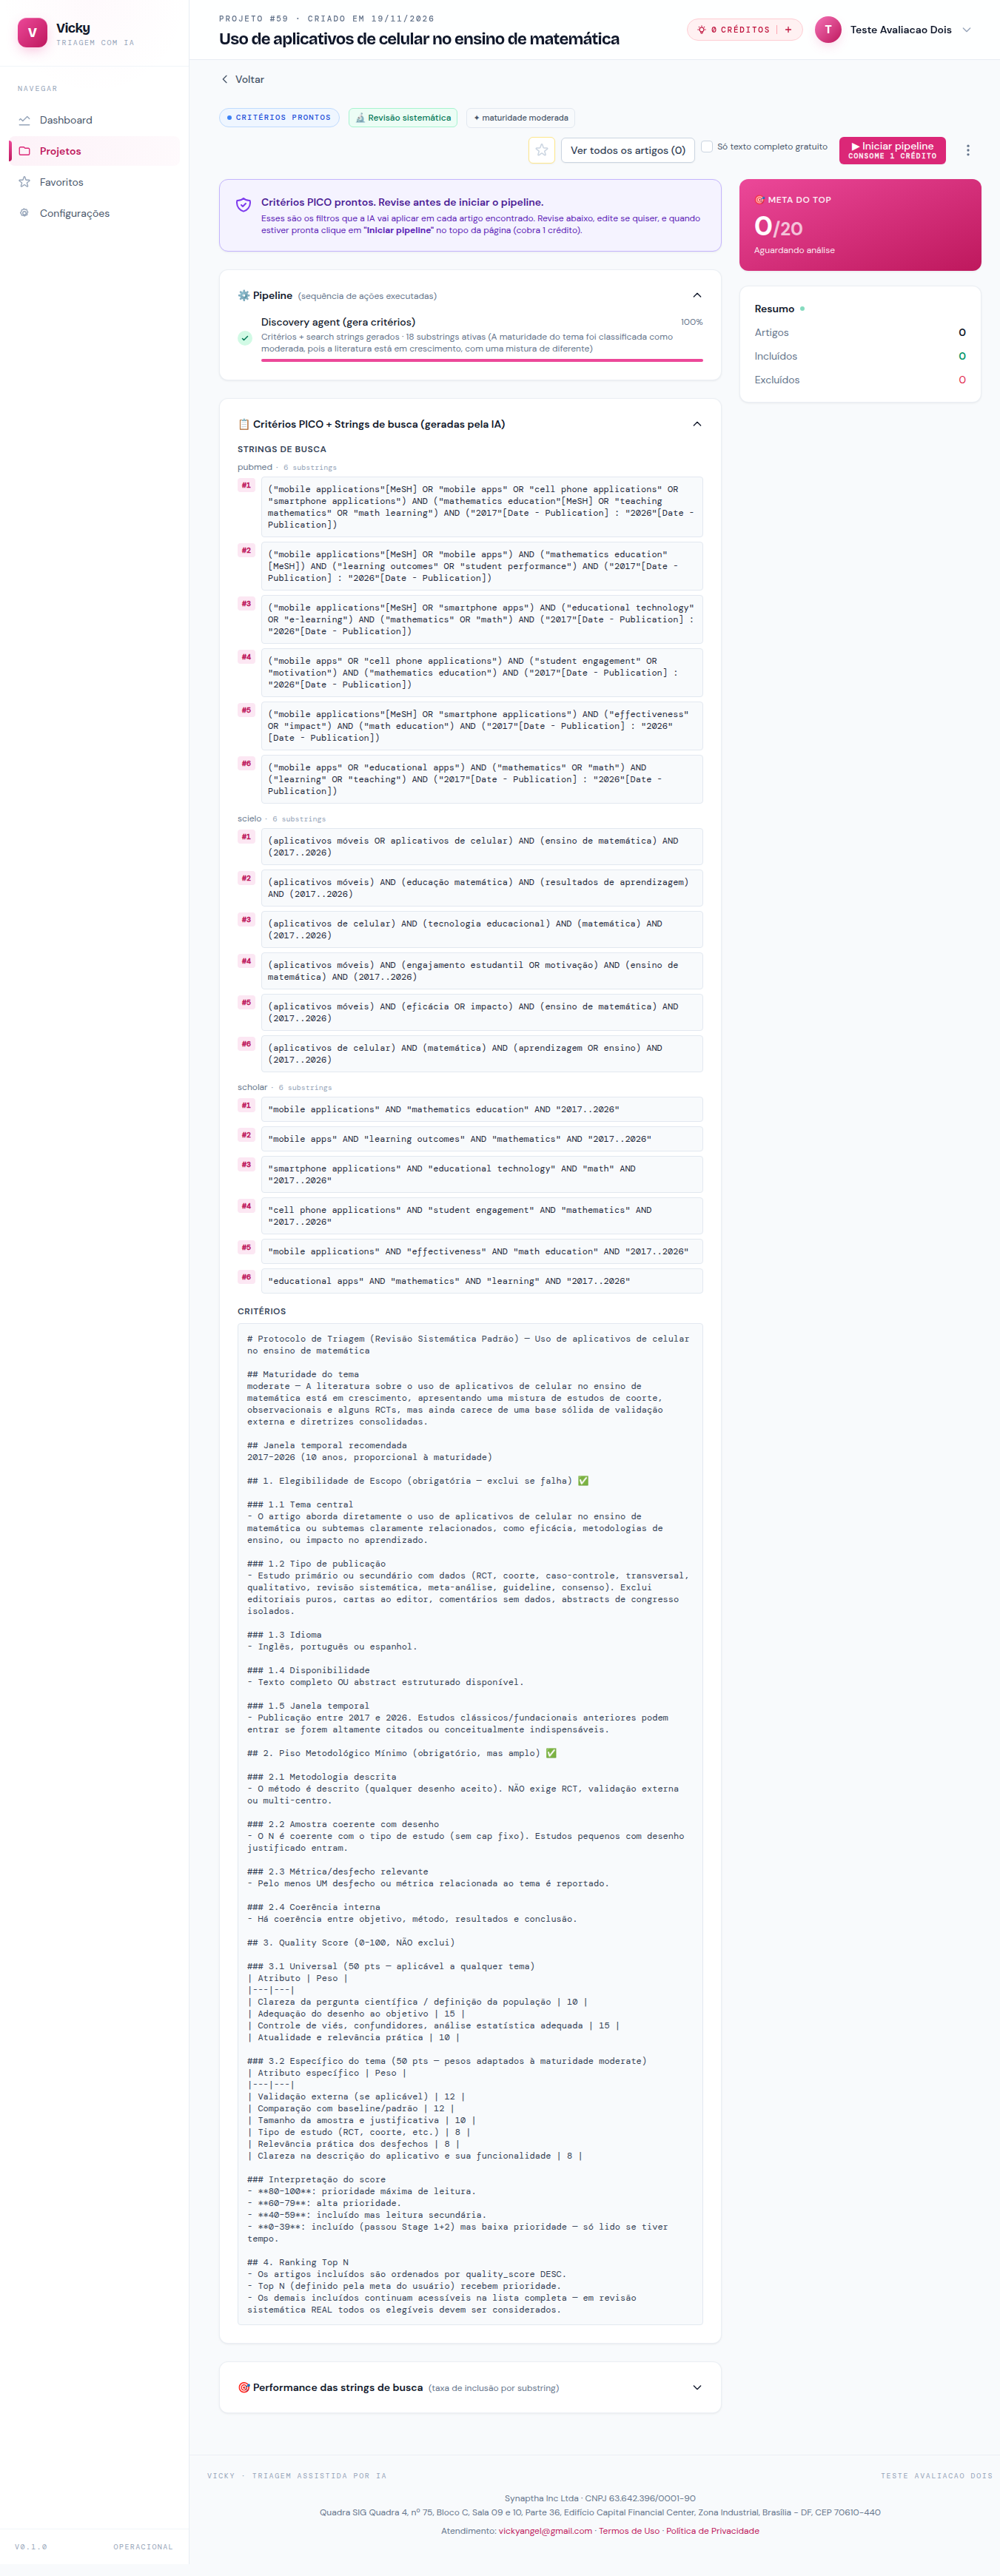 V
Vicky
TRIAGEM COM IA
NAVEGAR
Dashboard
Projetos
Favoritos
Configurações
V0.1.0
OPERACIONAL
PROJETO #59 · CRIADO EM 19/11/2026
Uso de aplicativos de celular no ensino de matemática
0 CRÉDITOS
+
T
Teste Avaliacao Dois
Voltar
CRITÉRIOS PRONTOS
Revisão sistemática
maturidade moderada
Ver todos os artigos (0)
Só texto completo gratuito
▶ Iniciar pipeline
CONSOME 1 CRÉDITO
Critérios PICO prontos. Revise antes de iniciar o pipeline.
Esses são os filtros que a IA vai aplicar em cada artigo encontrado. Revise abaixo, edite se quiser, e quando
estiver pronta clique em "Iniciar pipeline" no topo da página (cobra 1 crédito).
Pipeline (sequência de ações executadas)
Discovery agent (gera critérios)
100%
Critérios + search strings gerados · 18 substrings ativas (A maturidade do tema foi classificada como
moderada, pois a literatura está em crescimento, com uma mistura de diferente)
Critérios PICO + Strings de busca (geradas pela IA)
STRINGS DE BUSCA
pubmed · 6 substrings
#1
("mobile applications"[MeSH] OR "mobile apps" OR "cell phone applications" OR
"smartphone applications") AND ("mathematics education"[MeSH] OR "teaching
mathematics" OR "math learning") AND ("2017"[Date - Publication] : "2026"[Date -
Publication])
#2
("mobile applications"[MeSH] OR "mobile apps") AND ("mathematics education"
[MeSH]) AND ("learning outcomes" OR "student performance") AND ("2017"[Date -
Publication] : "2026"[Date - Publication])
#3
("mobile applications"[MeSH] OR "smartphone apps") AND ("educational technology"
OR "e-learning") AND ("mathematics" OR "math") AND ("2017"[Date - Publication] :
"2026"[Date - Publication])
#4
("mobile apps" OR "cell phone applications") AND ("student engagement" OR
"motivation") AND ("mathematics education") AND ("2017"[Date - Publication] :
"2026"[Date - Publication])
#5
("mobile applications"[MeSH] OR "smartphone applications") AND ("effectiveness"
OR "impact") AND ("math education") AND ("2017"[Date - Publication] : "2026"
[Date - Publication])
#6
("mobile apps" OR "educational apps") AND ("mathematics" OR "math") AND
("learning" OR "teaching") AND ("2017"[Date - Publication] : "2026"[Date -
Publication])
scielo · 6 substrings
#1
(aplicativos móveis OR aplicativos de celular) AND (ensino de matemática) AND
(2017..2026)
#2
(aplicativos móveis) AND (educação matemática) AND (resultados de aprendizagem)
AND (2017..2026)
#3
(aplicativos de celular) AND (tecnologia educacional) AND (matemática) AND
(2017..2026)
#4
(aplicativos móveis) AND (engajamento estudantil OR motivação) AND (ensino de
matemática) AND (2017..2026)
#5
(aplicativos móveis) AND (eficácia OR impacto) AND (ensino de matemática) AND
(2017..2026)
#6
(aplicativos de celular) AND (matemática) AND (aprendizagem OR ensino) AND
(2017..2026)
scholar · 6 substrings
#1
"mobile applications" AND "mathematics education" AND "2017..2026"
#2
"mobile apps" AND "learning outcomes" AND "mathematics" AND "2017..2026"
#3
"smartphone applications" AND "educational technology" AND "math" AND
"2017..2026"
#4
"cell phone applications" AND "student engagement" AND "mathematics" AND
"2017..2026"
#5
"mobile applications" AND "effectiveness" AND "math education" AND "2017..2026"
#6
"educational apps" AND "mathematics" AND "learning" AND "2017..2026"
CRITÉRIOS
# Protocolo de Triagem (Revisão Sistemática Padrão) — Uso de aplicativos de celular
no ensino de matemática
## Maturidade do tema
moderate — A literatura sobre o uso de aplicativos de celular no ensino de
matemática está em crescimento, apresentando uma mistura de estudos de coorte,
observacionais e alguns RCTs, mas ainda carece de uma base sólida de validação
externa e diretrizes consolidadas.
## Janela temporal recomendada
2017-2026 (10 anos, proporcional à maturidade)
## 1. Elegibilidade de Escopo (obrigatória — exclui se falha) ✅
### 1.1 Tema central
- O artigo aborda diretamente o uso de aplicativos de celular no ensino de
matemática ou subtemas claramente relacionados, como eficácia, metodologias de
ensino, ou impacto no aprendizado.
### 1.2 Tipo de publicação
- Estudo primário ou secundário com dados (RCT, coorte, caso-controle, transversal,
qualitativo, revisão sistemática, meta-análise, guideline, consenso). Exclui
editoriais puros, cartas ao editor, comentários sem dados, abstracts de congresso
isolados.
### 1.3 Idioma
- Inglês, português ou espanhol.
### 1.4 Disponibilidade
- Texto completo OU abstract estruturado disponível.
### 1.5 Janela temporal
- Publicação entre 2017 e 2026. Estudos clássicos/fundacionais anteriores podem
entrar se forem altamente citados ou conceitualmente indispensáveis.
## 2. Piso Metodológico Mínimo (obrigatório, mas amplo) ✅
### 2.1 Metodologia descrita
- O método é descrito (qualquer desenho aceito). NÃO exige RCT, validação externa
ou multi-centro.
### 2.2 Amostra coerente com desenho
- O N é coerente com o tipo de estudo (sem cap fixo). Estudos pequenos com desenho
justificado entram.
### 2.3 Métrica/desfecho relevante
- Pelo menos UM desfecho ou métrica relacionada ao tema é reportado.
### 2.4 Coerência interna
- Há coerência entre objetivo, método, resultados e conclusão.
## 3. Quality Score (0-100, NÃO exclui)
### 3.1 Universal (50 pts — aplicável a qualquer tema)
| Atributo | Peso |
|---|---|
| Clareza da pergunta científica / definição da população | 10 |
| Adequação do desenho ao objetivo | 15 |
| Controle de viés, confundidores, análise estatística adequada | 15 |
| Atualidade e relevância prática | 10 |
### 3.2 Específico do tema (50 pts — pesos adaptados à maturidade moderate)
| Atributo específico | Peso |
|---|---|
| Validação externa (se aplicável) | 12 |
| Comparação com baseline/padrão | 12 |
| Tamanho da amostra e justificativa | 10 |
| Tipo de estudo (RCT, coorte, etc.) | 8 |
| Relevância prática dos desfechos | 8 |
| Clareza na descrição do aplicativo e sua funcionalidade | 8 |
### Interpretação do score
- **80-100**: prioridade máxima de leitura.
- **60-79**: alta prioridade.
- **40-59**: incluído mas leitura secundária.
- **0-39**: incluído (passou Stage 1+2) mas baixa prioridade — só lido se tiver
tempo.
## 4. Ranking Top N
- Os artigos incluídos são ordenados por quality_score DESC.
- Top N (definido pela meta do usuário) recebem prioridade.
- Os demais incluídos continuam acessíveis na lista completa — em revisão
sistemática REAL todos os elegíveis devem ser considerados.
Performance das strings de busca (taxa de inclusão por substring)
META DO TOP
0/20
Aguardando análise
Resumo
Artigos 0
Incluídos 0
Excluídos 0
VICKY · TRIAGEM ASSISTIDA POR IA
TESTE AVALIACAO DOIS
Synaptha Inc Ltda · CNPJ 63.642.396/0001-90
Quadra SIG Quadra 4, nº 75, Bloco C, Sala 09 e 10, Parte 36, Edifício Capital Financial Center, Zona Industrial, Brasília - DF, CEP 70610-440
Atendimento: vickyangel@gmail.com · Termos de Uso · Política de Privacidade